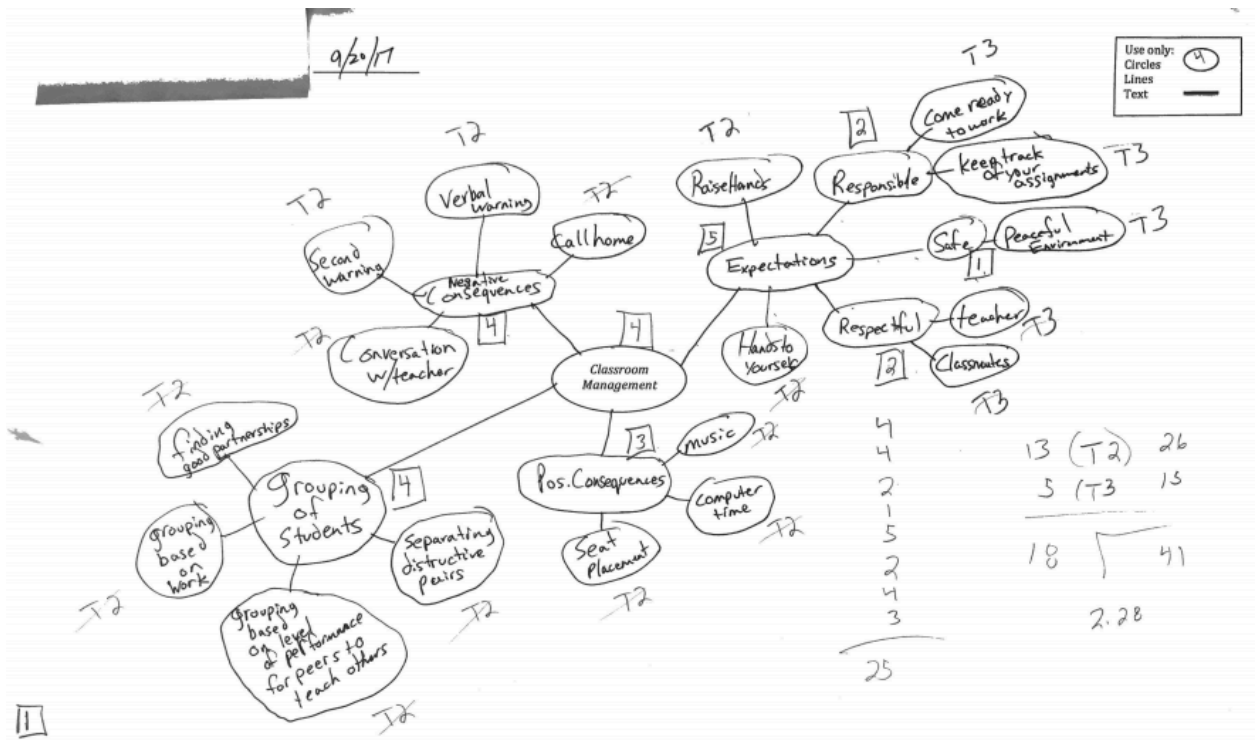 9/20/17
Use only:
Circles
Lines
Text
4
T3
Come ready
to work
T2
2
T2
Raise Hands
Responsible
Keep track
of your
assignments
T3
T2
Verbal
warning
T2
Call home
5
Safe
Peaceful
Environment
T3
Second
warning
Expectations
1
Negative
Consequences
4
4
Respectful
teacher
T3
T2
Conversation
w/teacher
Classroom
Management
Hands to
Yourself
2
Classmates
T2
T3
T2
finding
good partnerships
3
music
T2
4
4
2
1
5
2
4
3
25
13 (T2) 26
5 (T3 15
18 41
2.28
Grouping
of
Students
4
Pos. Consequences
computer
time
T2
grouping
based
on
work
Separating
distructive
pairs
Seat
Placement
T2
T2
T2
grouping
based
on level
of performance
for peers to
teach others
T2
1